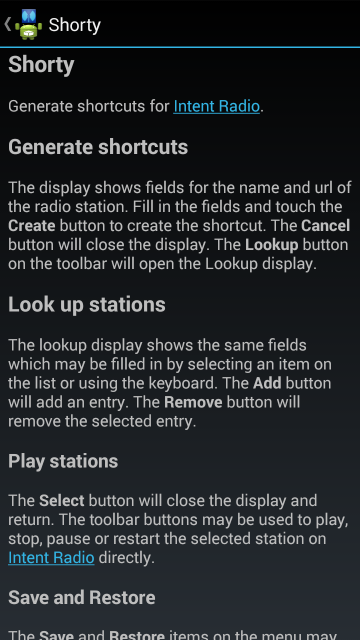 Shorty
Shorty
Generate shortcuts for Intent Radio.
Generate shortcuts
The display shows fields for the name and url of
the radio station. Fill in the fields and touch the
Create button to create the shortcut. The Cancel
button will close the display. The Lookup button
on the toolbar will open the Lookup display.
Look up stations
The lookup display shows the same fields
which may be filled in by selecting an item on
the list or using the keyboard. The Add button
will add an entry. The Remove button will
remove the selected entry.
Play stations
The Select button will close the display and
return. The toolbar buttons may be used to play,
stop, pause or restart the selected station on
Intent Radio directly.
Save and Restore
The Save and Restore items on the menu may